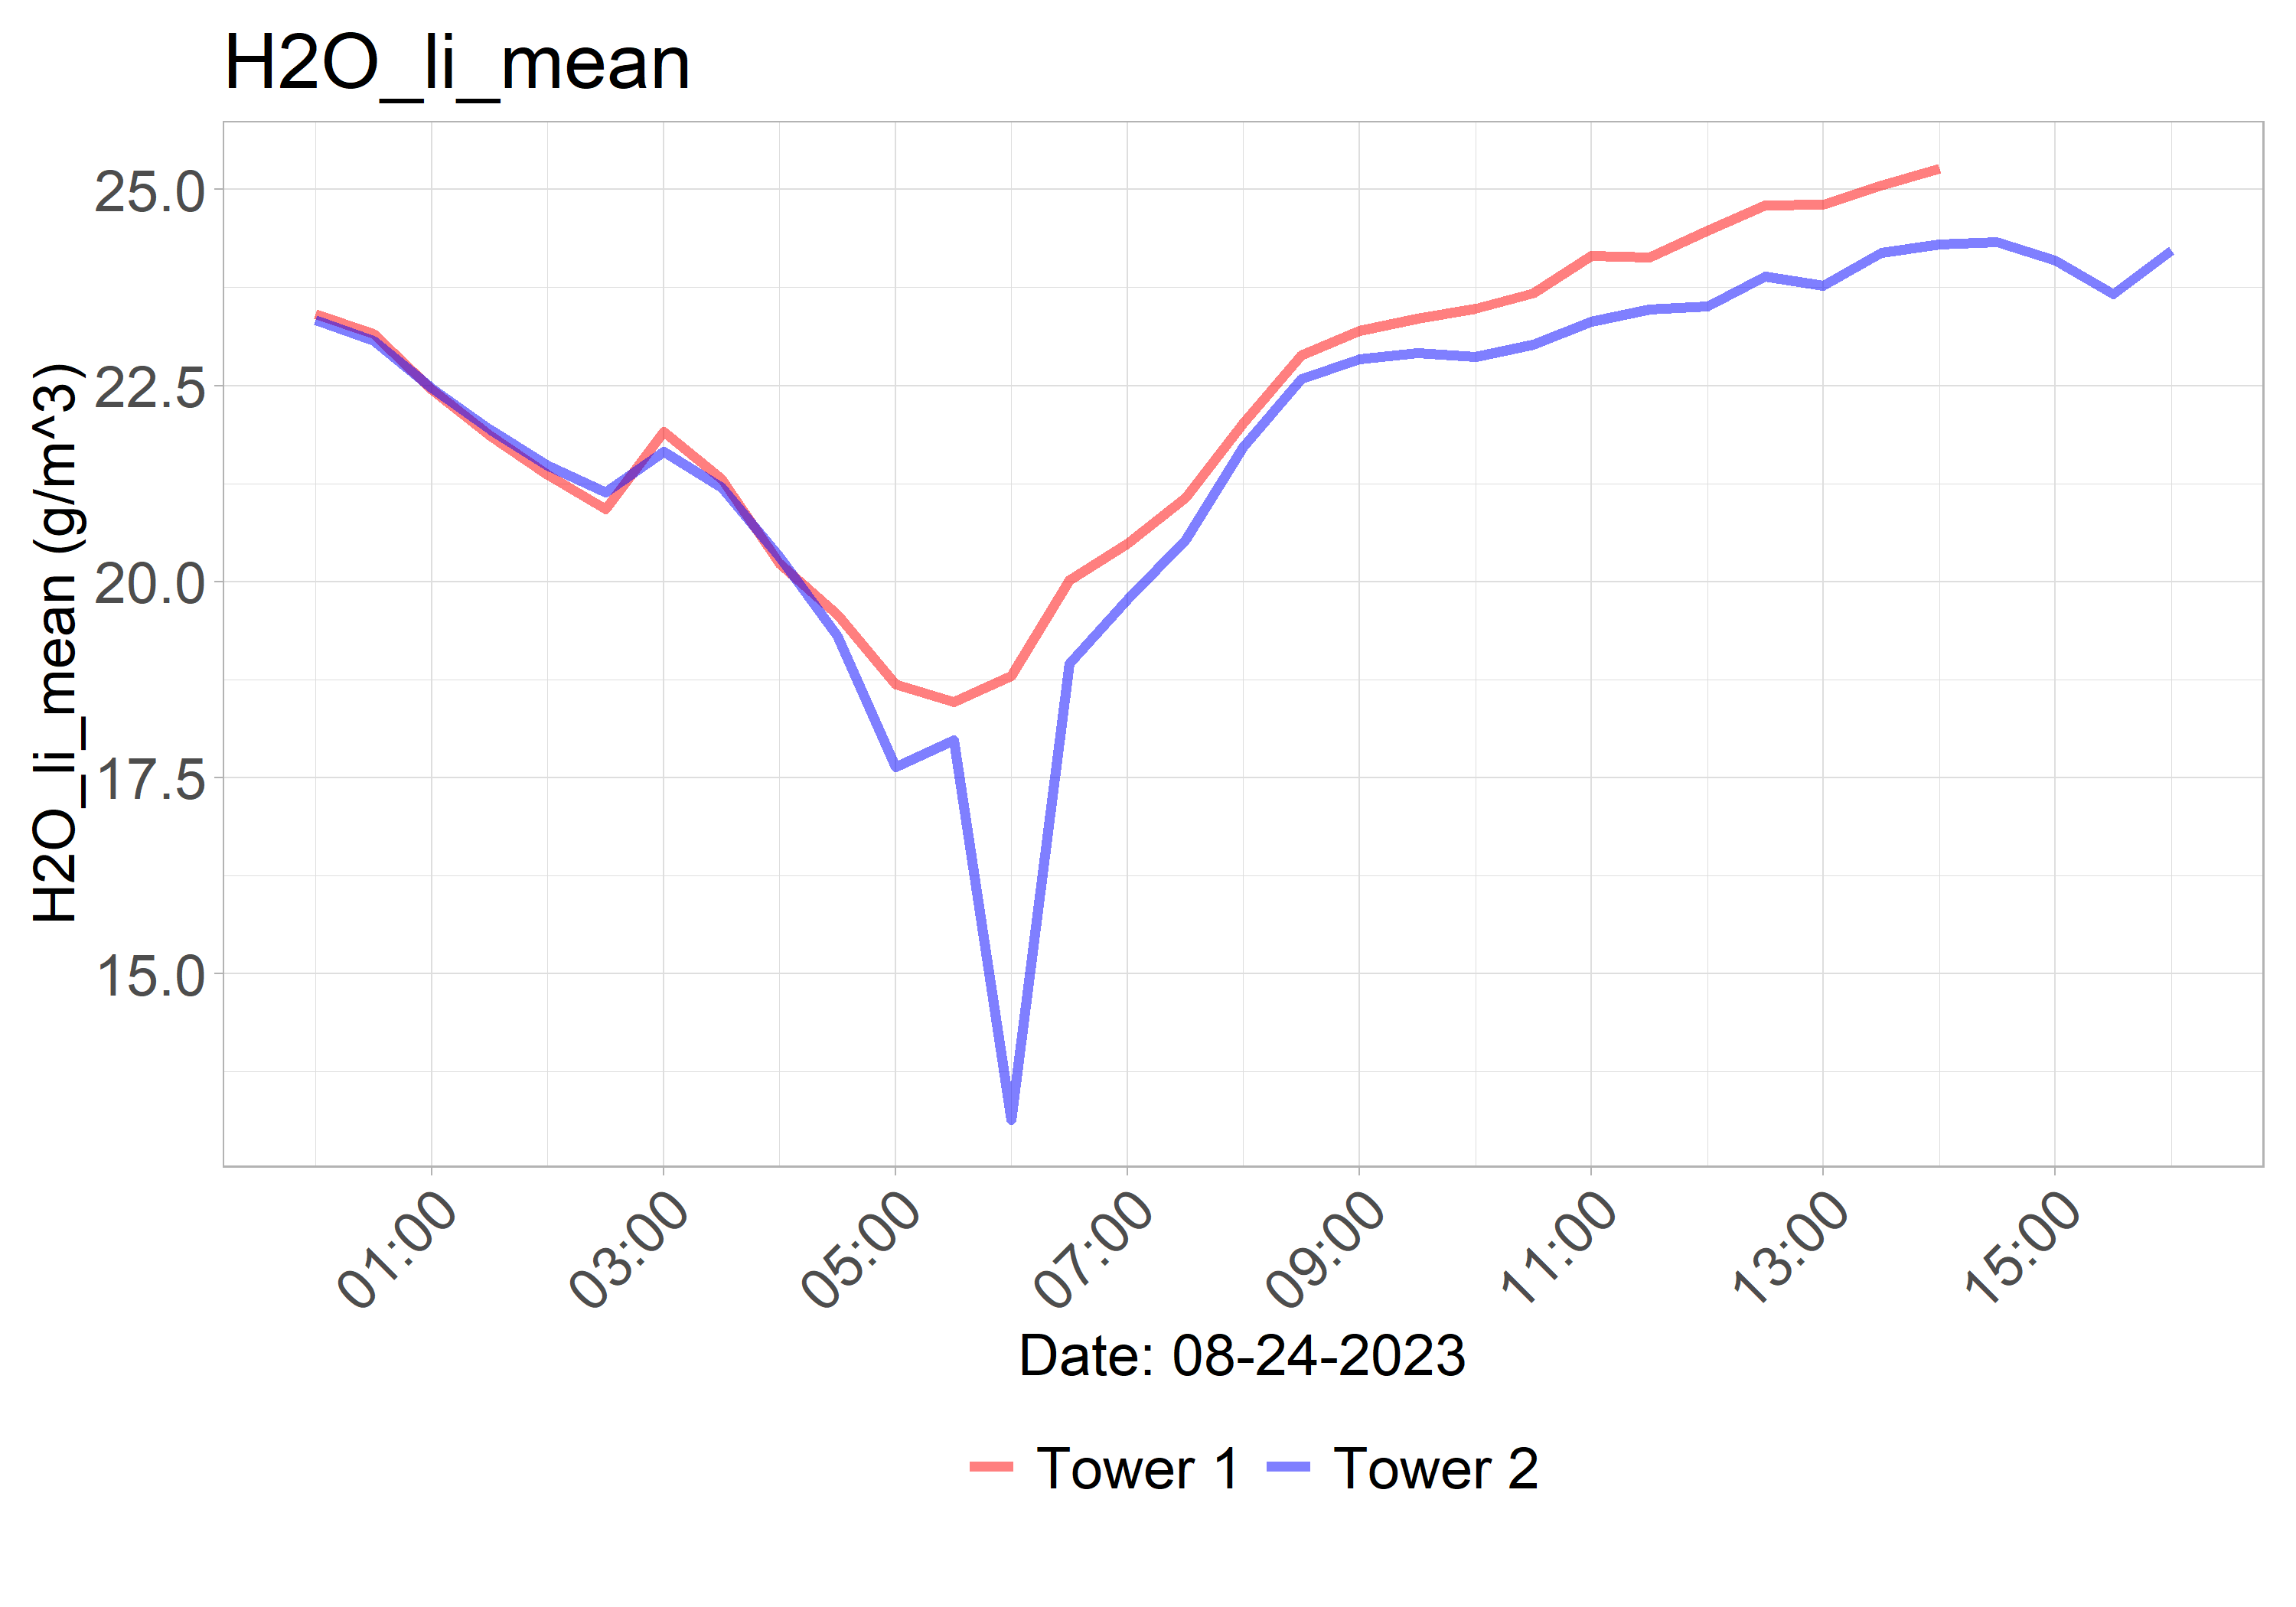 H2O_li_mean
H2O_li_mean (g/m^3)
25.0
22.5
20.0
17.5
15.0
01:00 03:00 05:00 07:00 09:00 11:00 13:00 15:00
Date: 08-24-2023
Tower 1 Tower 2